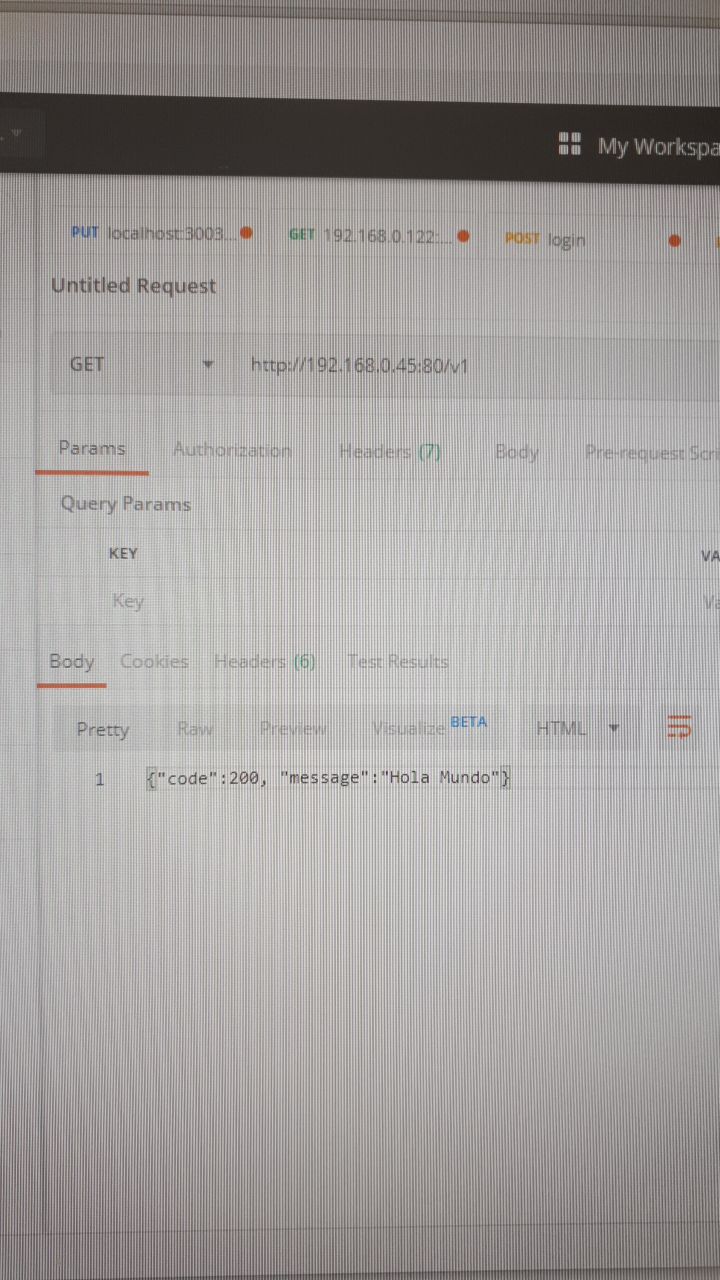 My Workspa
PUT localhost:3003... GET 192.168.0.122:... POST login
Untitled Request
GET http://192.168.0.45:80/v1
Params Authorization Headers (7) Body Pre-request Scri
Query Params
KEY VA
Key Va
Body Cookies Headers (6) Test Results
Pretty Raw Preview Visualize BETA HTML
1 {"code":200, "message":"Hola Mundo"}